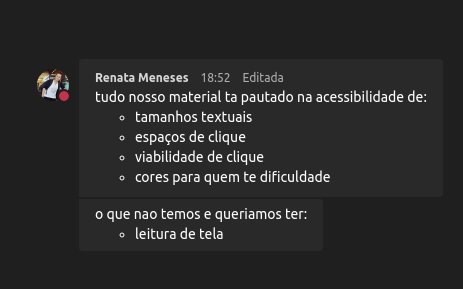 Renata Meneses 18:52 Editada
tudo nosso material ta pautado na acessibilidade de:
tamanhos textuais
espaços de clique
viabilidade de clique
cores para quem te dificuldade
o que nao temos e queriamos ter:
leitura de tela